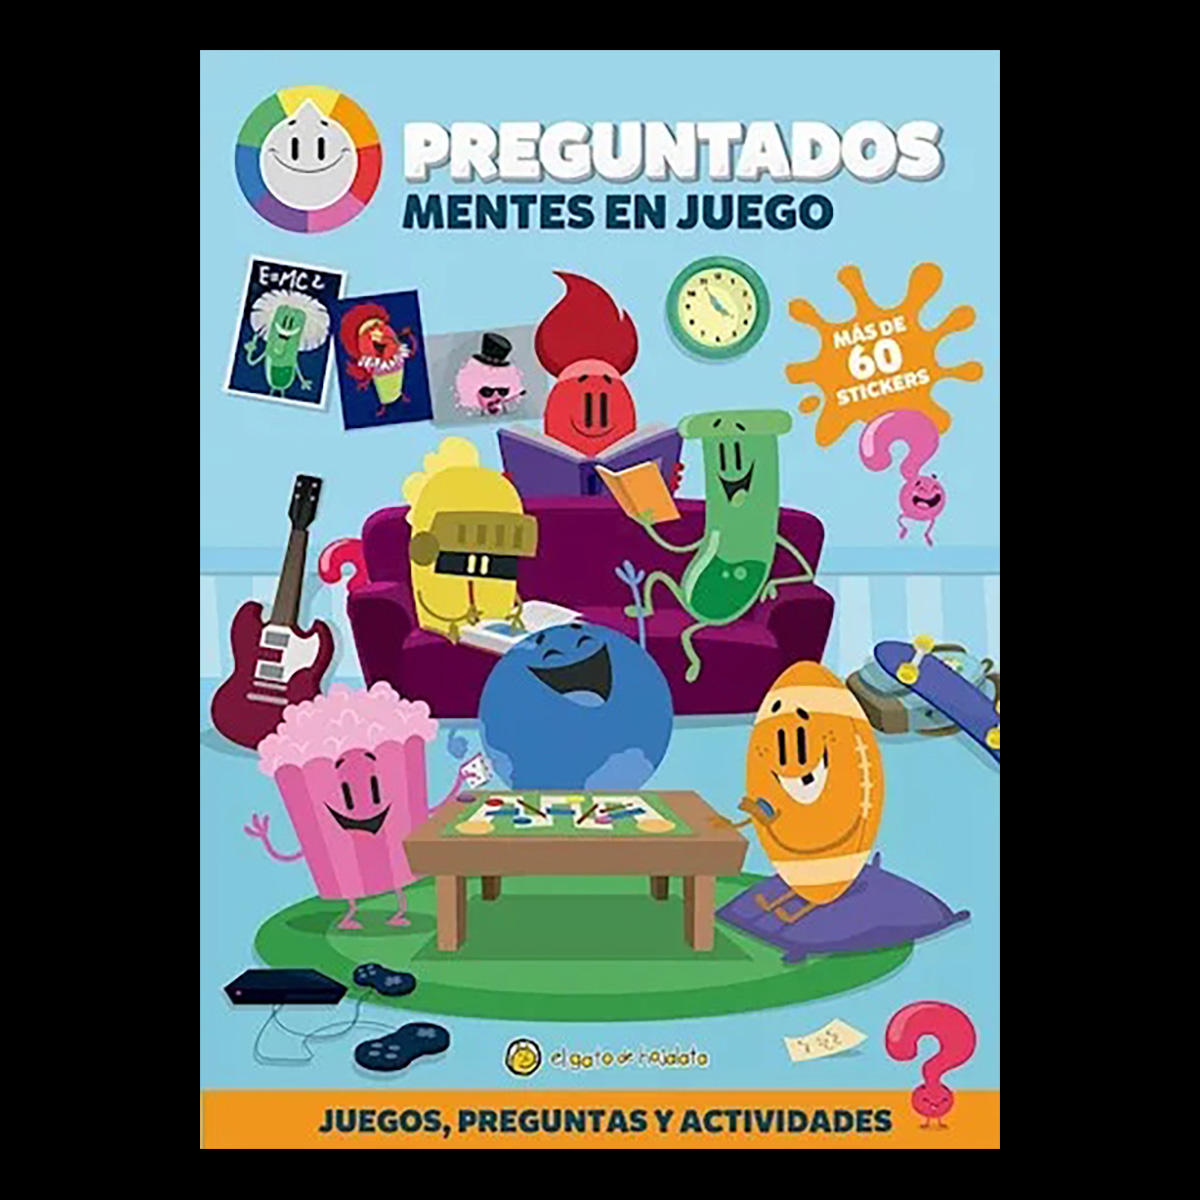 PREGUNTADOS
MENTES EN JUEGO
E=MC2
MÁS DE
60
STICKERS
el gato de hojalata
JUEGOS, PREGUNTAS Y ACTIVIDADES